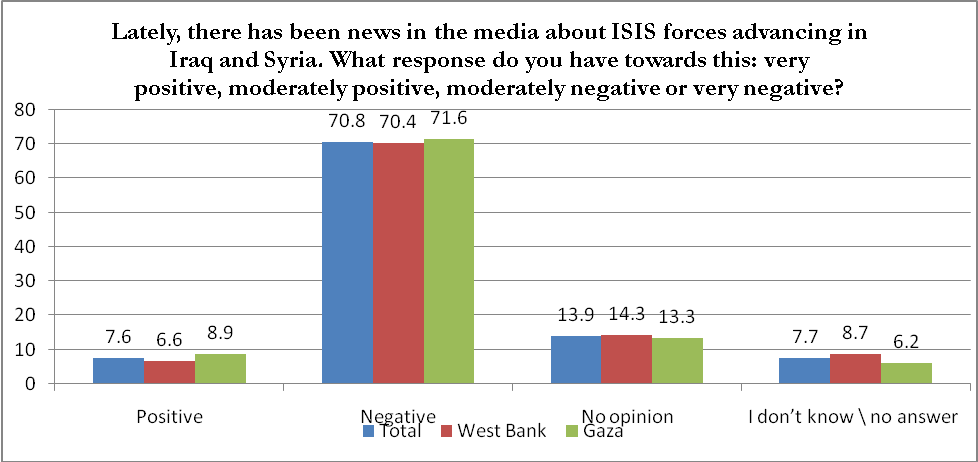 Lately, there has been news in the media about ISIS forces advancing in
Iraq and Syria. What response do you have towards this: very
positive, moderately positive, moderately negative or very negative?
80
70
60
50
40
30
20
10
0
7.6 6.6 8.9
70.8 70.4 71.6
13.9 14.3 13.3
7.7 8.7 6.2
Positive Negative No opinion I don't know \ no answer
Total West Bank Gaza